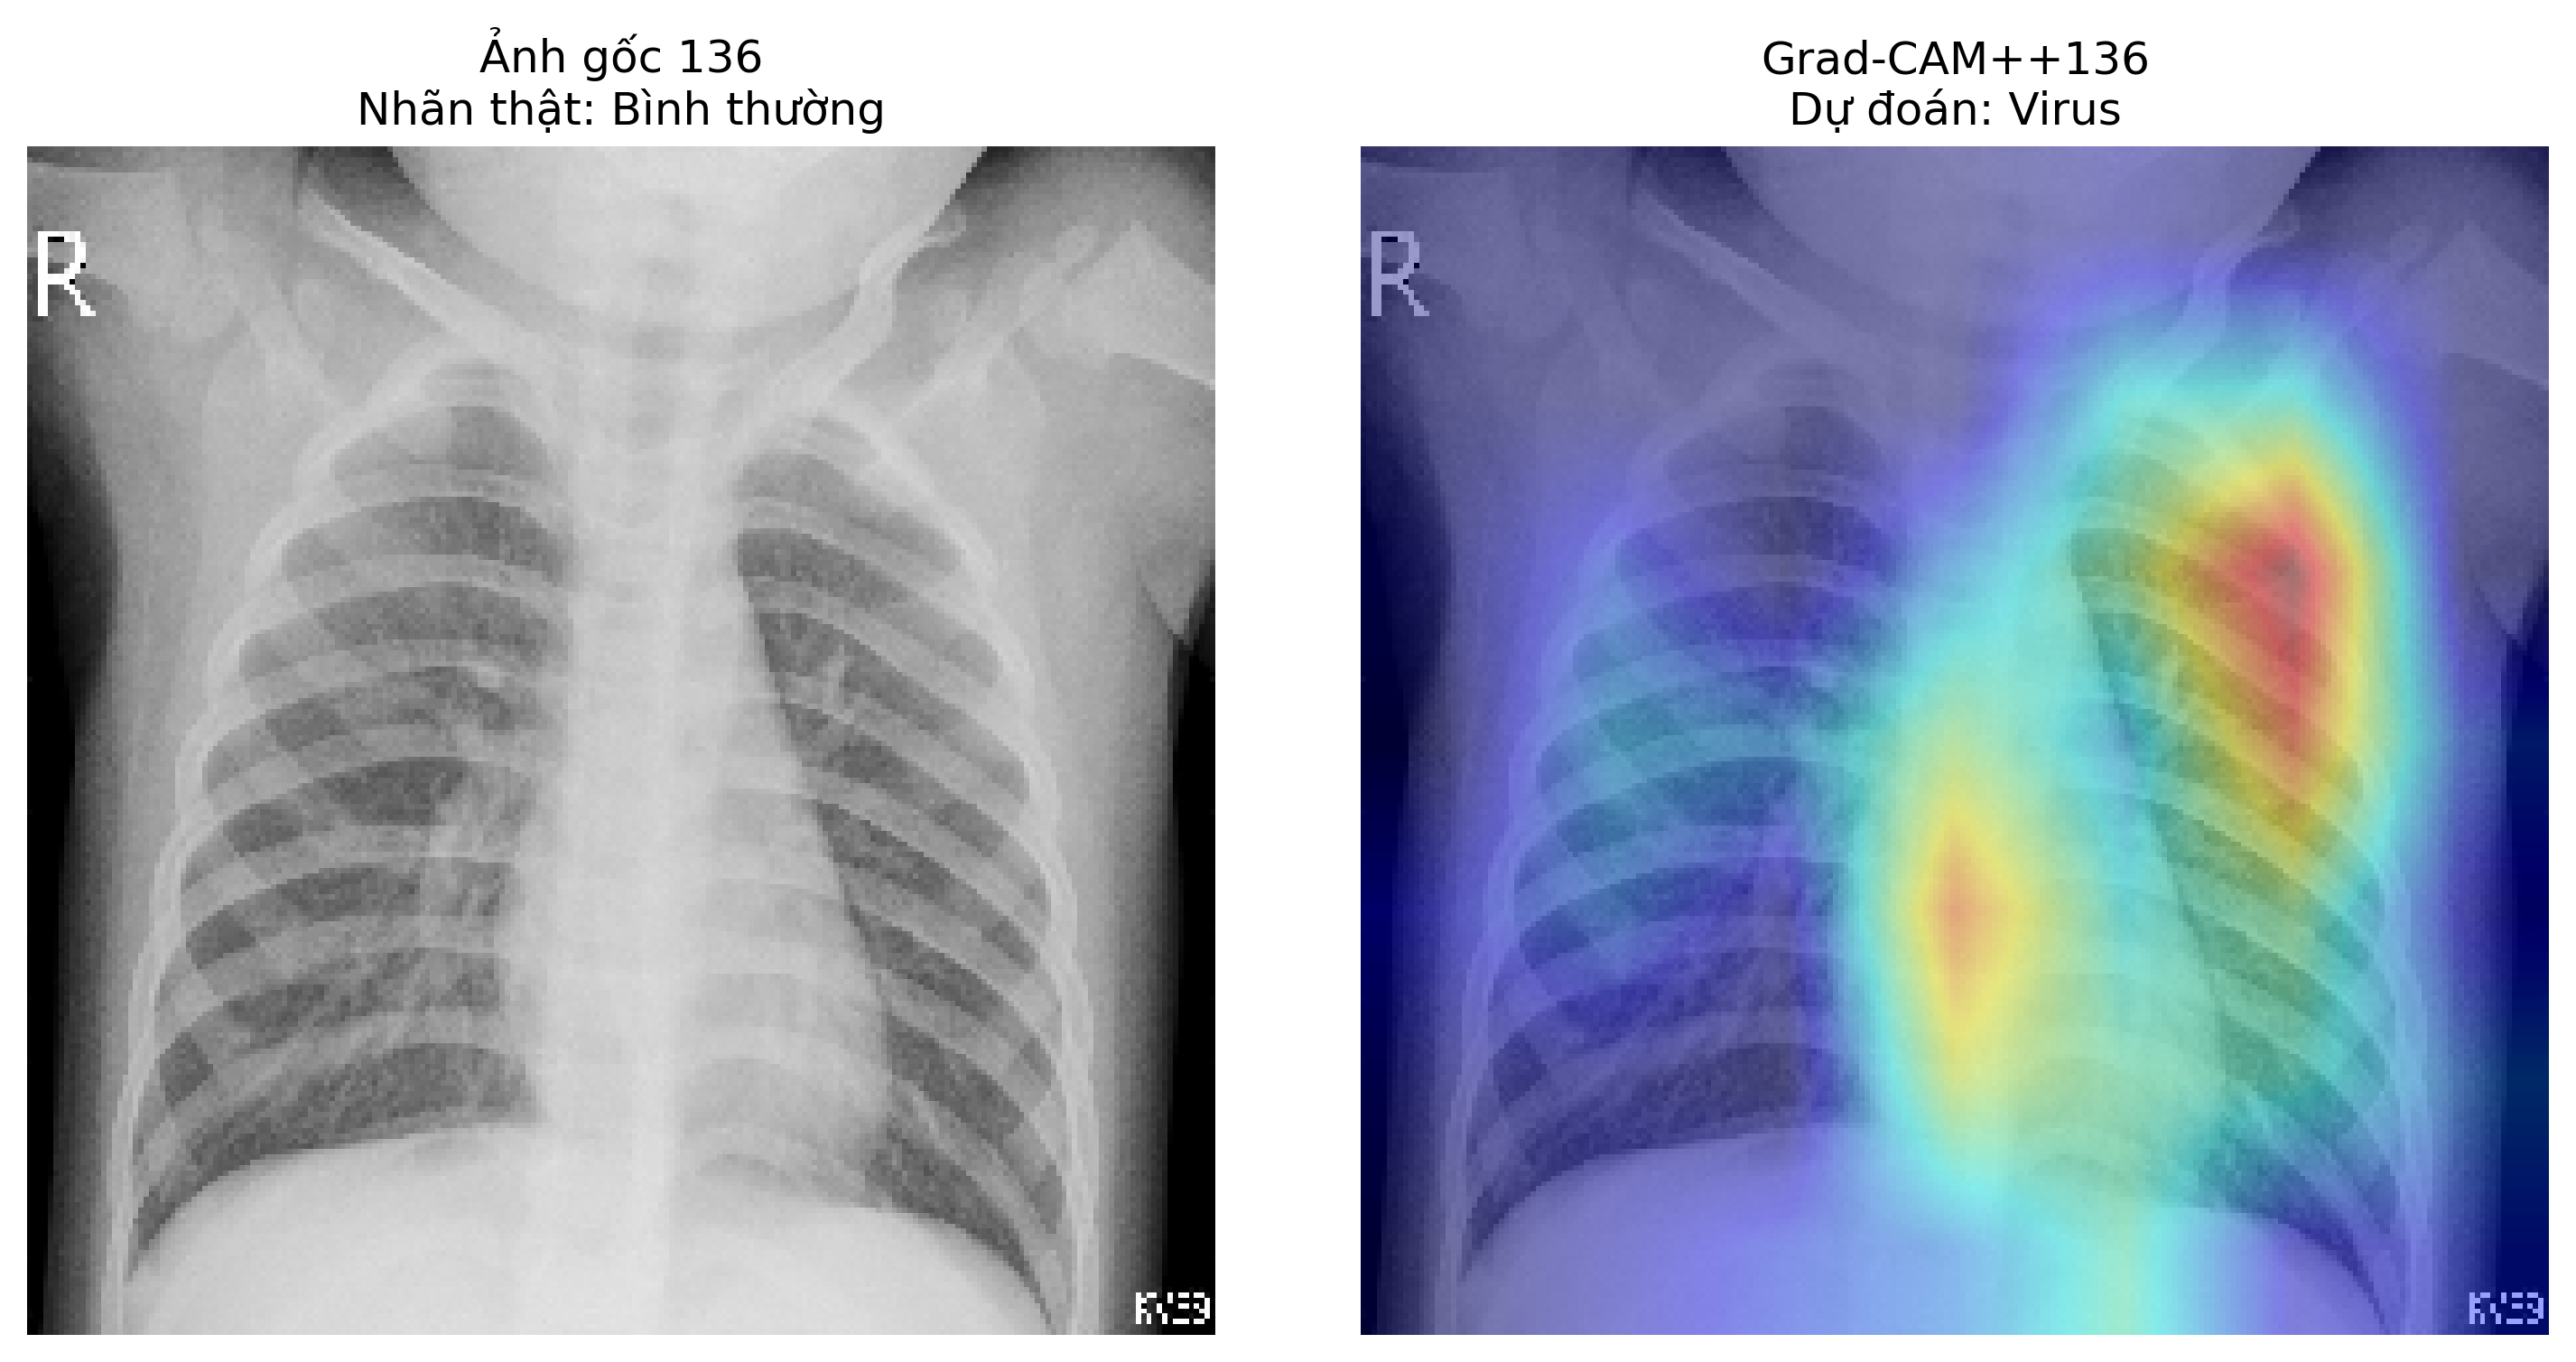 Ảnh gốc 136
Nhãn thật: Bình thường
R
Grad-CAM++136
Dự đoán: Virus
R